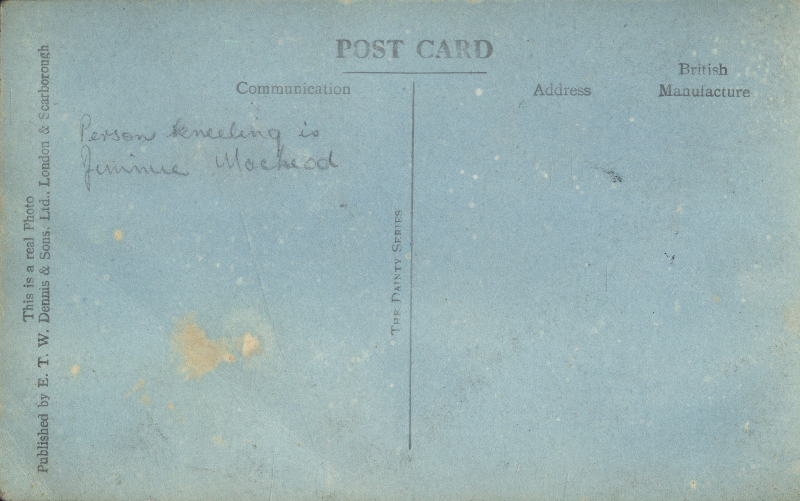 POST CARD
Communication
Address
British
Manufacture
Person kneeling is
Jimmie MacLeod
THE DAINTY SERIES
This is a real Photo
Published by E. T. W. Dennis & Sons, Ltd., London & Scarborough